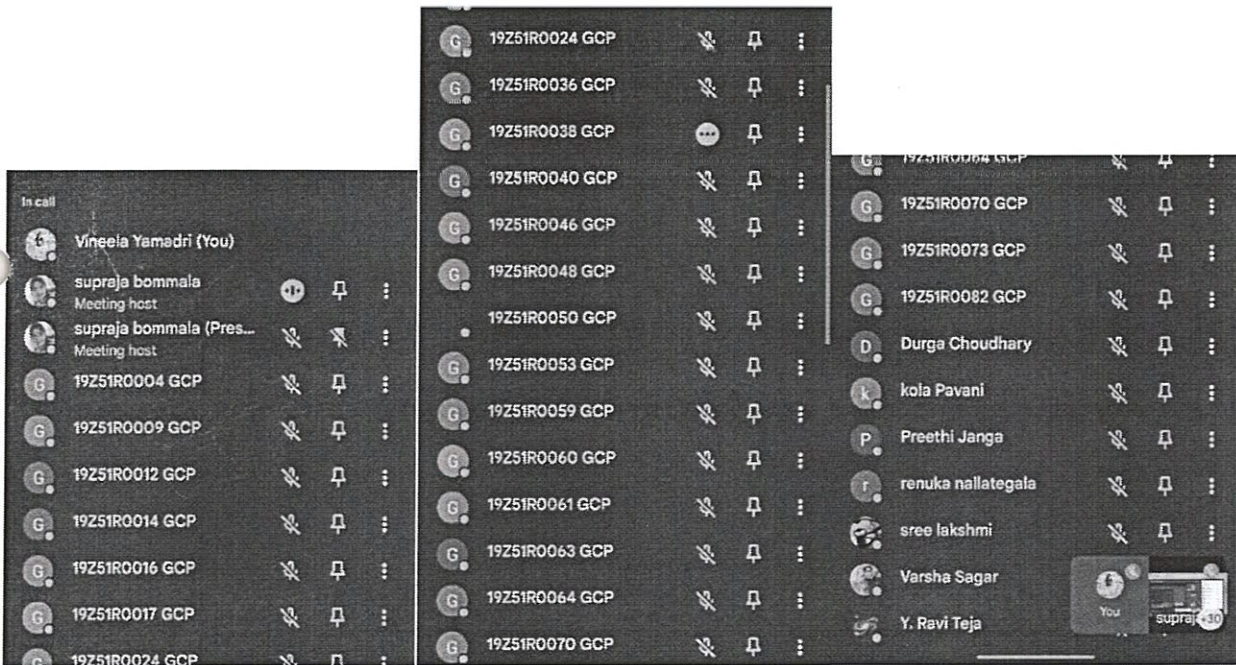 In call
Vineela Yamadri (You)
supraja bommala
Meeting host
supraja bommala (Pres...
Meeting host
G 19Z51R0004 GCP
G 19Z51R0009 GCP
G 19Z51R0012 GCP
G 19Z51R0014 GCP
G 19Z51R0016 GCP
G 19Z51R0017 GCP
G 19Z51R0024 GCP
G 19Z51R0024 GCP
G 19Z51R0036 GCP
G 19Z51R0038 GCP
G 19Z51R0040 GCP
G 19Z51R0046 GCP
G 19Z51R0048 GCP
19Z51R0050 GCP
G 19Z51R0053 GCP
G 19Z51R0059 GCP
G 19Z51R0060 GCP
G 19Z51R0061 GCP
G 19Z51R0063 GCP
G 19Z51R0064 GCP
G 19Z51R0070 GCP
G 19Z51R0064 GCP
G 19Z51R0070 GCP
G 19Z51R0073 GCP
G 19Z51R0082 GCP
D Durga Choudhary
k kola Pavani
P Preethi Janga
r renuka nallategala
sree lakshmi
Varsha Sagar
Y. Ravi Teja
You
supraja +30